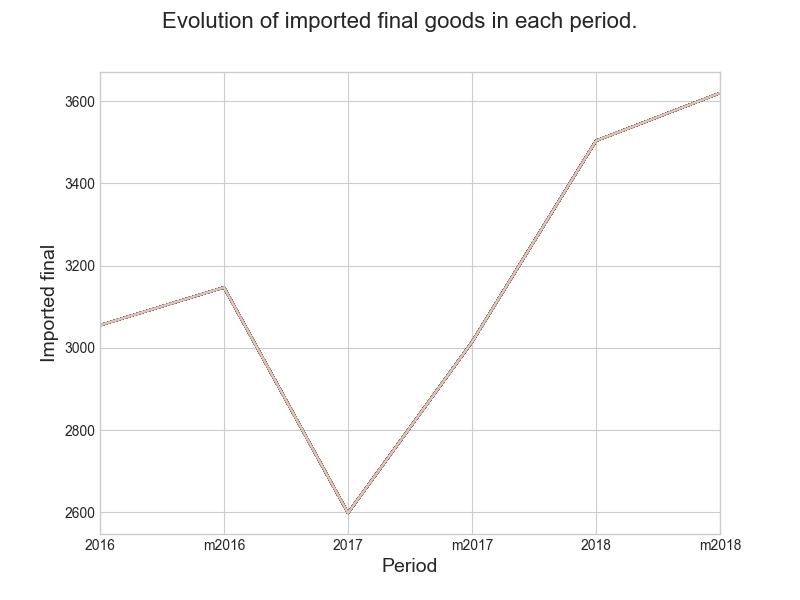 Evolution of imported final goods in each period.
3600
3400
3200
3000
2800
2600
Imported final
2016 m2016 2017 m2017 2018 m2018
Period